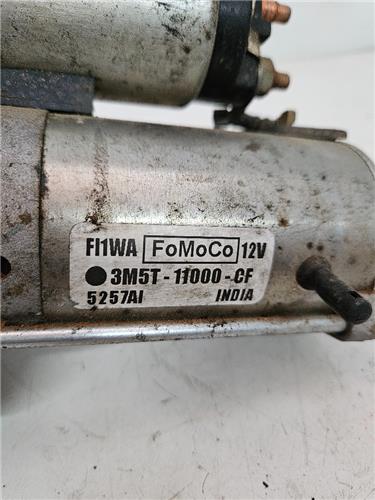 FI1WA FoMoCo 12V
3M5T-11000-CF
5257AI INDIA